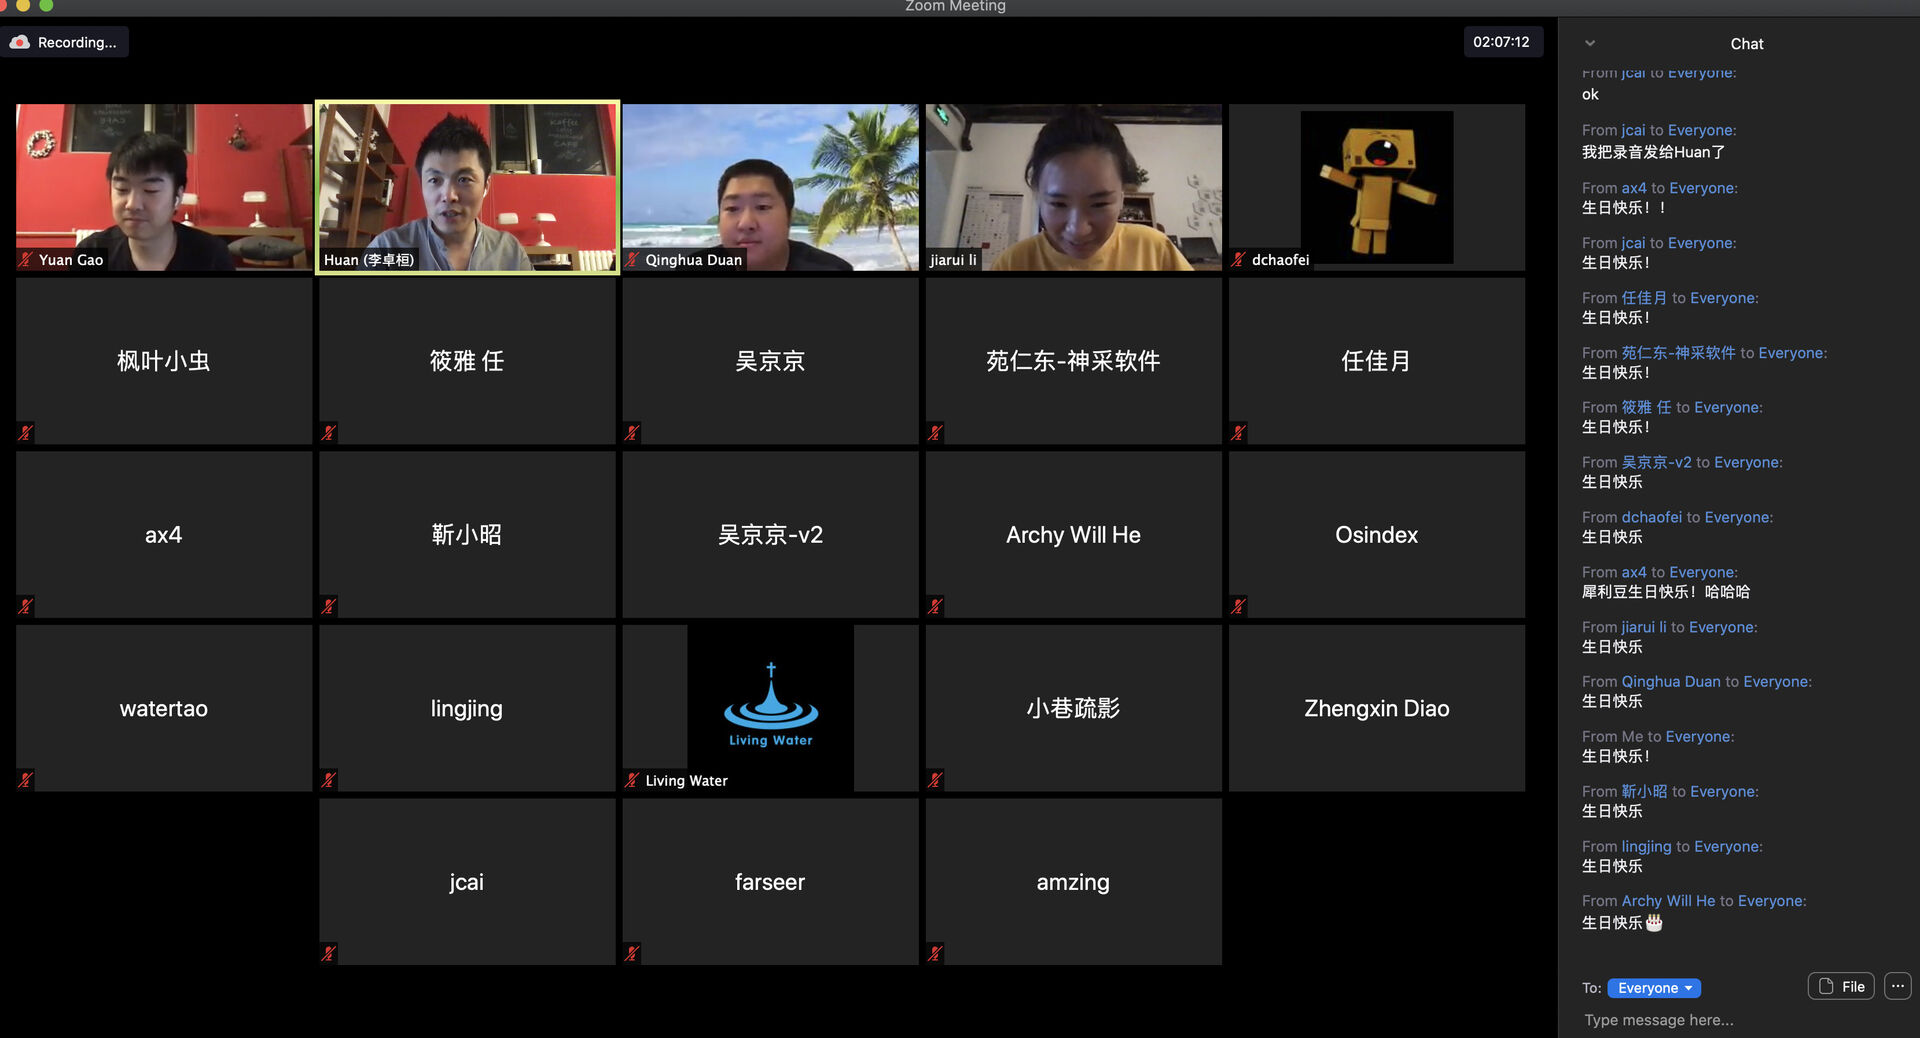 Zoom Meeting
Recording...
02:07:12
Yuan Gao
Huan (李卓桓)
Qinghua Duan
jiarui li
dchaofei
枫叶小虫
筱雅 任
吴京京
苑仁东-神采软件
任佳月
ax4
靳小昭
吴京京-v2
Archy Will He
Osindex
watertao
lingjing
Living Water
Living Water
小巷疏影
Zhengxin Diao
jcai
farseer
amzing
Chat
From jcai to Everyone:
ok
From jcai to Everyone:
我把录音发给Huan了
From ax4 to Everyone:
生日快乐！！
From jcai to Everyone:
生日快乐！
From 任佳月 to Everyone:
生日快乐！
From 苑仁东-神采软件 to Everyone:
生日快乐！
From 筱雅 任 to Everyone:
生日快乐！
From 吴京京-v2 to Everyone:
生日快乐
From dchaofei to Everyone:
生日快乐
From ax4 to Everyone:
犀利豆生日快乐！哈哈哈
From jiarui li to Everyone:
生日快乐
From Qinghua Duan to Everyone:
生日快乐
From Me to Everyone:
生日快乐！
From 靳小昭 to Everyone:
生日快乐
From lingjing to Everyone:
生日快乐
From Archy Will He to Everyone:
生日快乐🎂
To: Everyone
File
Type message here...